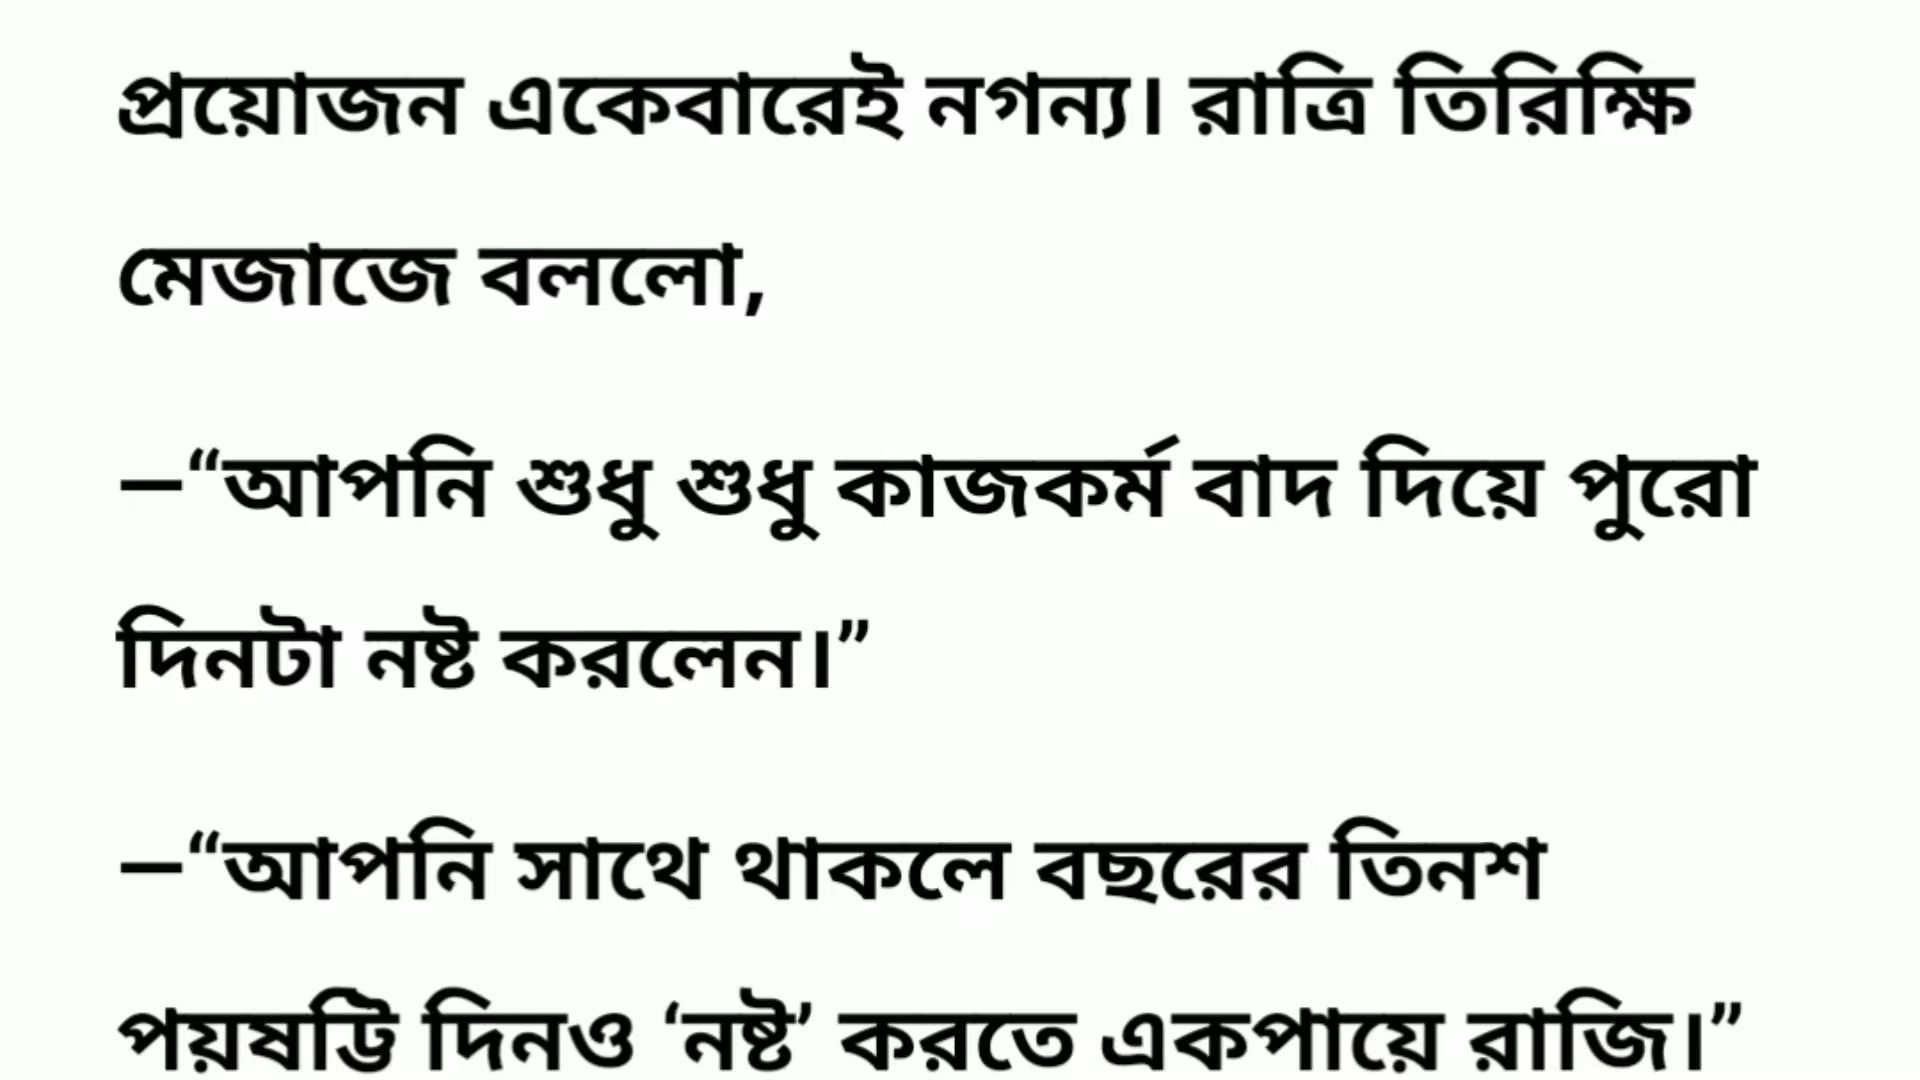 প্রয়োজন একেবারেই নগন্য। রাত্রি তিরিক্ষি
মেজাজে বললো,
—“আপনি শুধু শুধু কাজকর্ম বাদ দিয়ে পুরো
দিনটা নষ্ট করলেন।”
—“আপনি সাথে থাকলে বছরের তিনশ
পয়ষট্টি দিনও ‘নষ্ট’ করতে একপায়ে রাজি।”